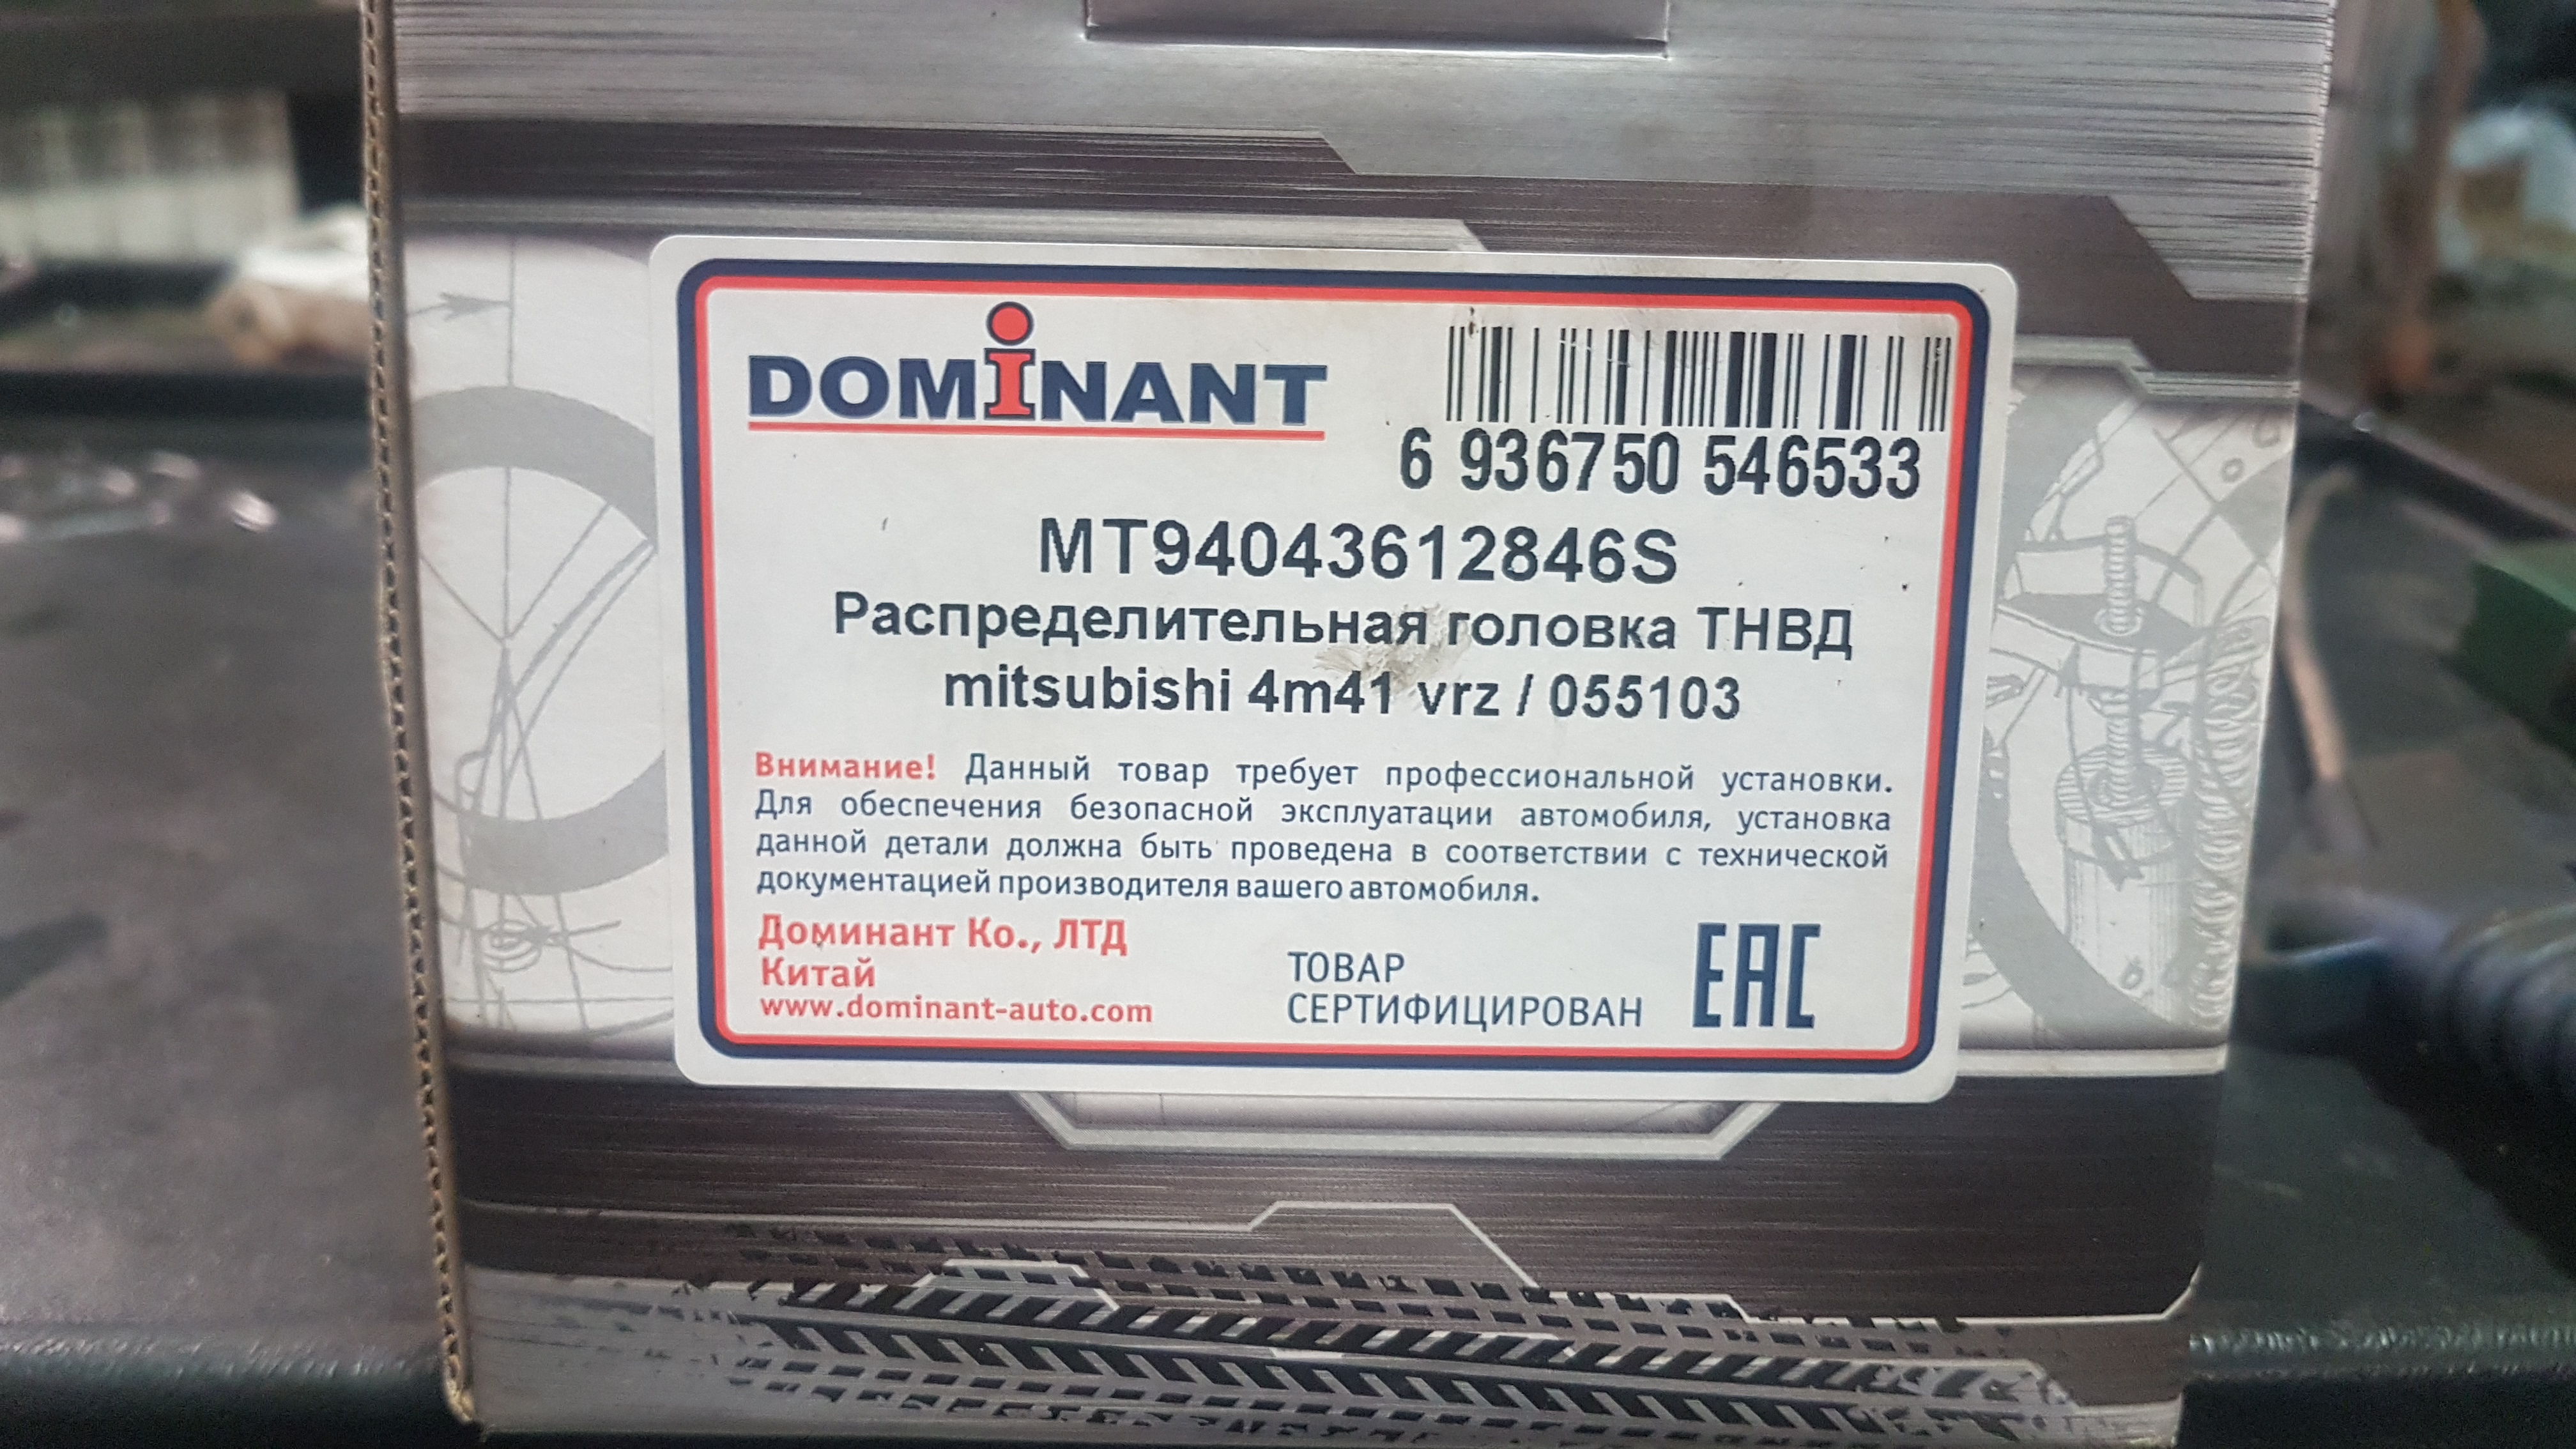 DOMiNANT
6 936750 546533
MT94043612846S
Распределительная головка ТНВД
mitsubishi 4m41 vrz / 055103
Внимание! Данный товар требует профессиональной установки.
Для обеспечения безопасной эксплуатации автомобиля, установка
данной детали должна быть проведена в соответствии с технической
документацией производителя вашего автомобиля.
Доминант Ко., ЛТД
Китай
www.dominant-auto.com
ТОВАР
СЕРТИФИЦИРОВАН
EAC